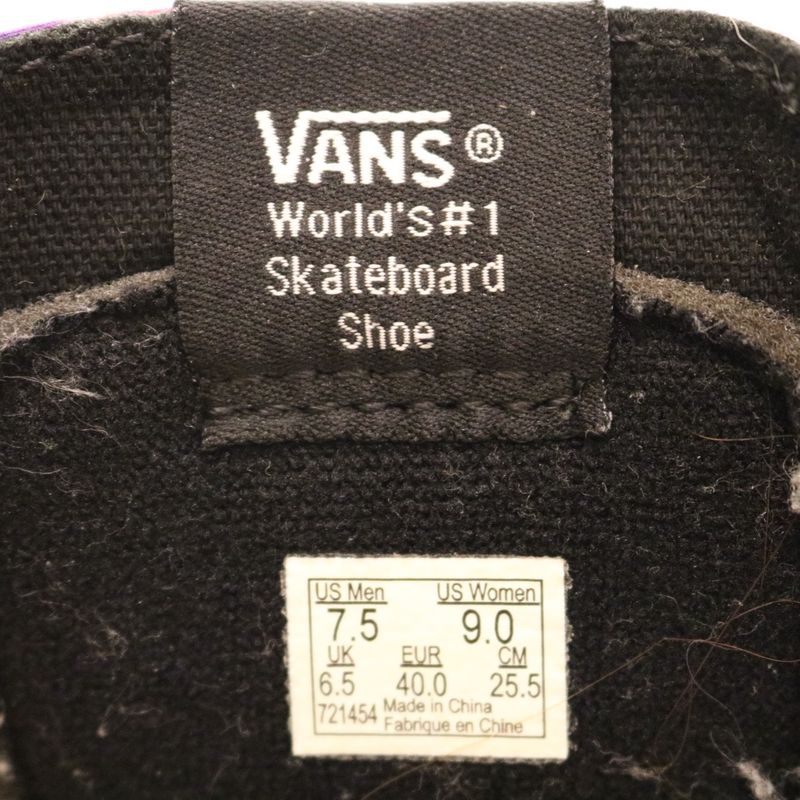 VANS®
World's #1
Skateboard
Shoe
US Men US Women
7.5 9.0
UK EUR CM
6.5 40.0 25.5
721454 Made in China
Fabrique en Chine